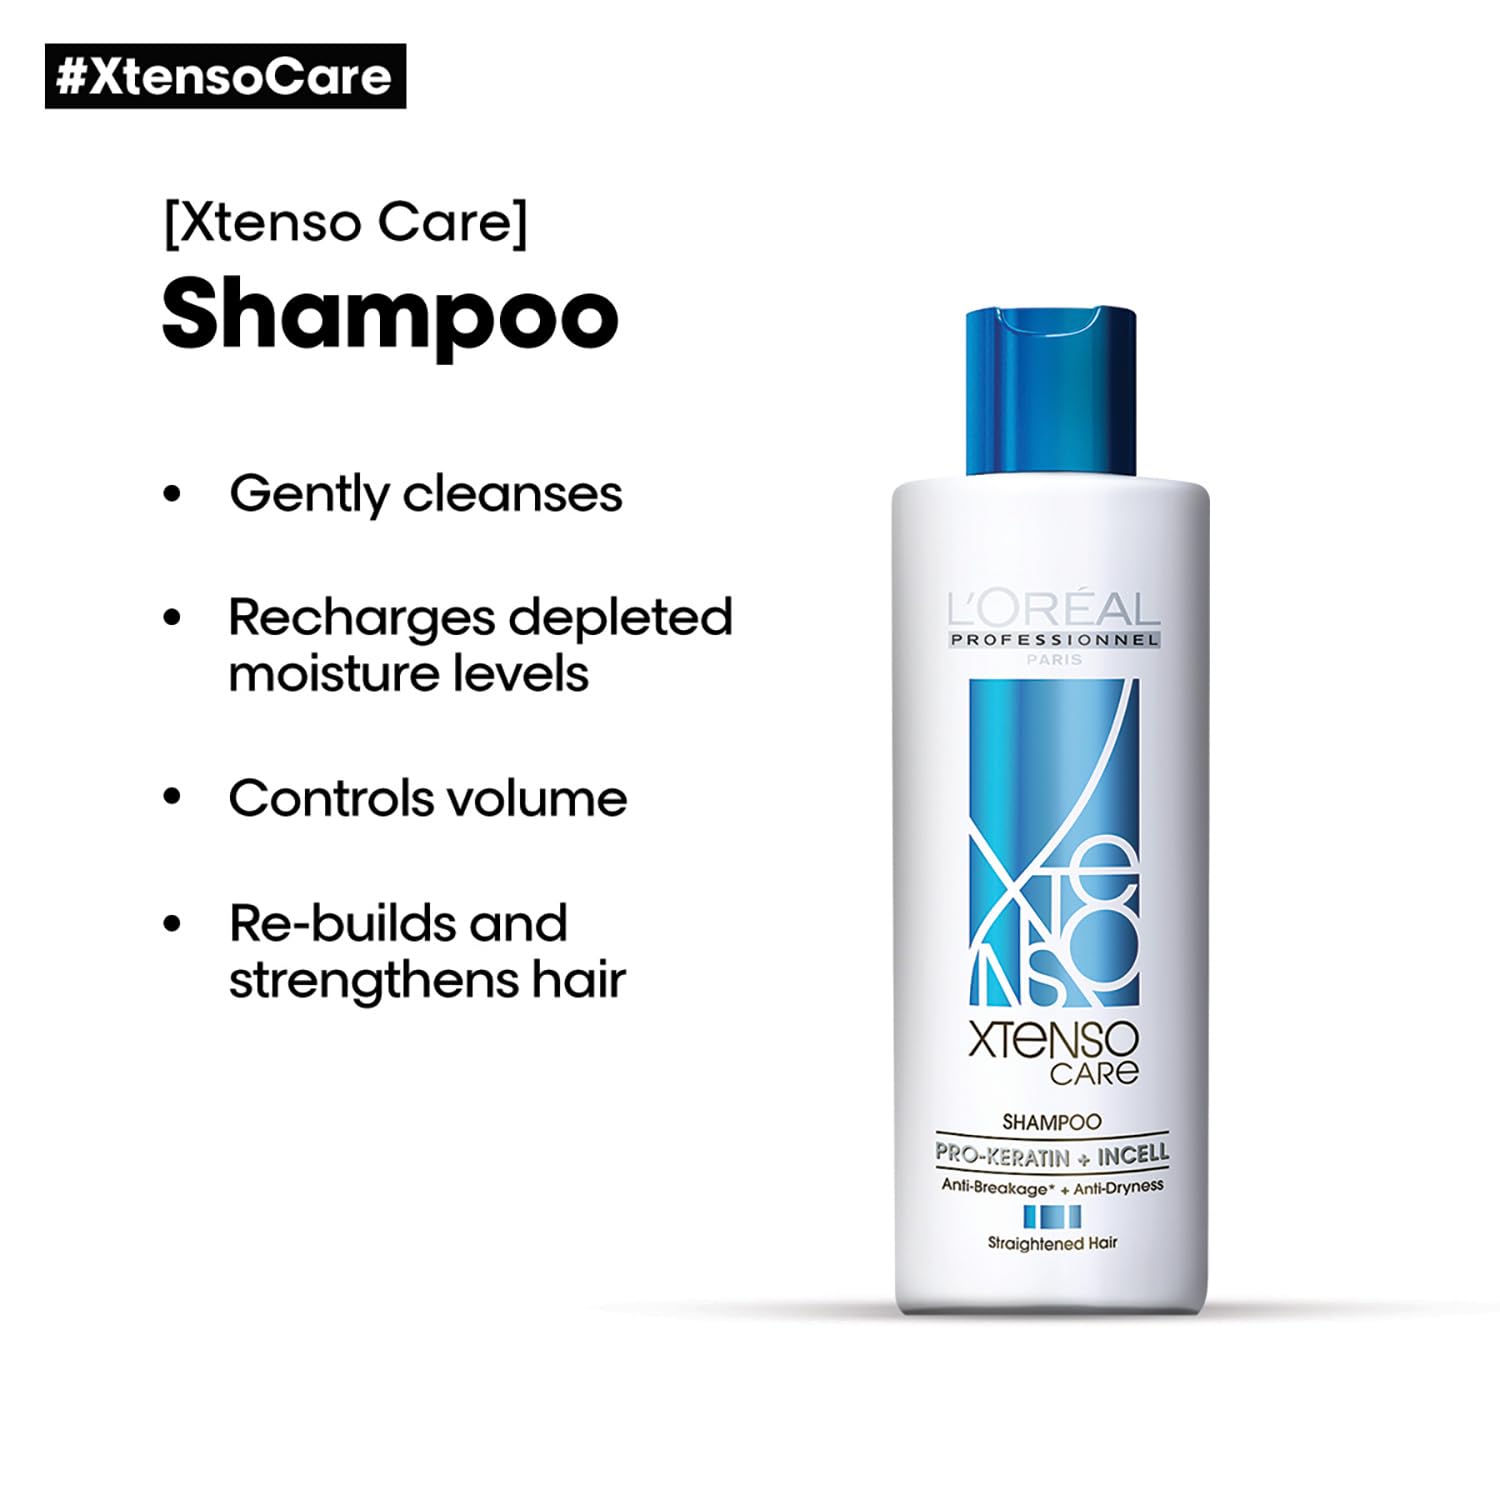 #XtensoCare
[Xtenso Care]
Shampoo
• Gently cleanses
• Recharges depleted
moisture levels
• Controls volume
• Re-builds and
strengthens hair
L'ORÉAL
PROFESSIONNEL
PARIS
XTeNSO
XTeNSO
CARe
SHAMPOO
PRO-KERATIN + INCELL
Anti-Breakage* + Anti-Dryness
Straightened Hair